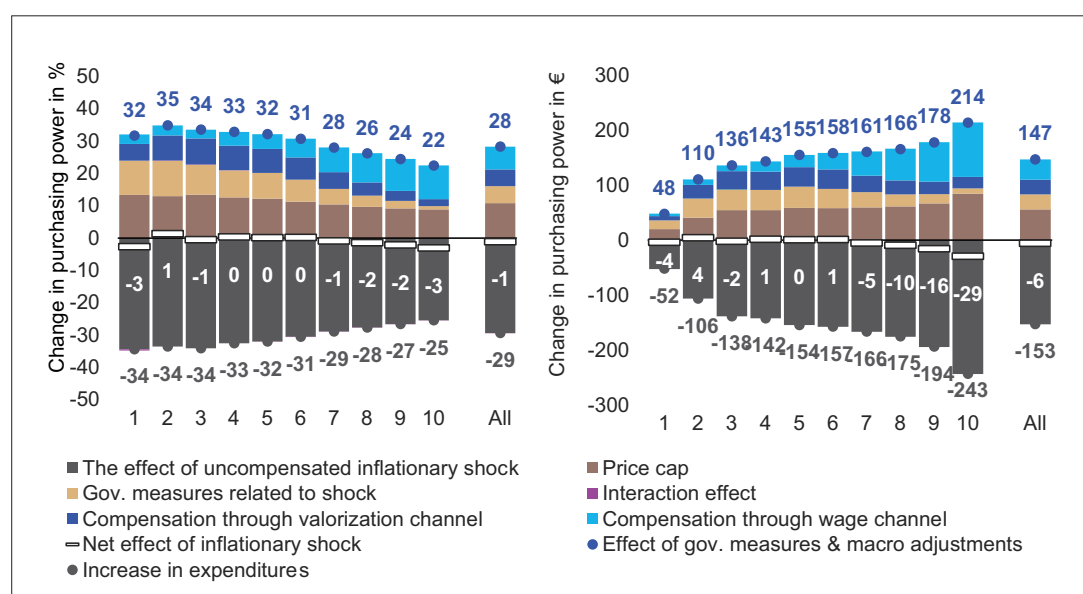 Change in purchasing power in %
50
40
30
20
10
0
-10
-20
-30
-40
-50
32 35 34 33 32 31 28 26 24 22 28
-3 1 -1 0 0 0 -1 -2 -2 -3 -1
-34 -34 -34 -33 -32 -31 -29 -28 -27 -25 -29
1 2 3 4 5 6 7 8 9 10 All
Change in purchasing power in €
300
200
100
0
-100
-200
-300
48 110 136 143 155 158 161 166 178 214 147
-4 4 -2 1 0 1 -5 -10 -16 -29 -6
-52 -106 -138 -142 -154 -157 -166 -175 -194 -243 -153
1 2 3 4 5 6 7 8 9 10 All
The effect of uncompensated inflationary shock
Price cap
Gov. measures related to shock
Interaction effect
Compensation through valorization channel
Compensation through wage channel
Net effect of inflationary shock
Effect of gov. measures & macro adjustments
Increase in expenditures